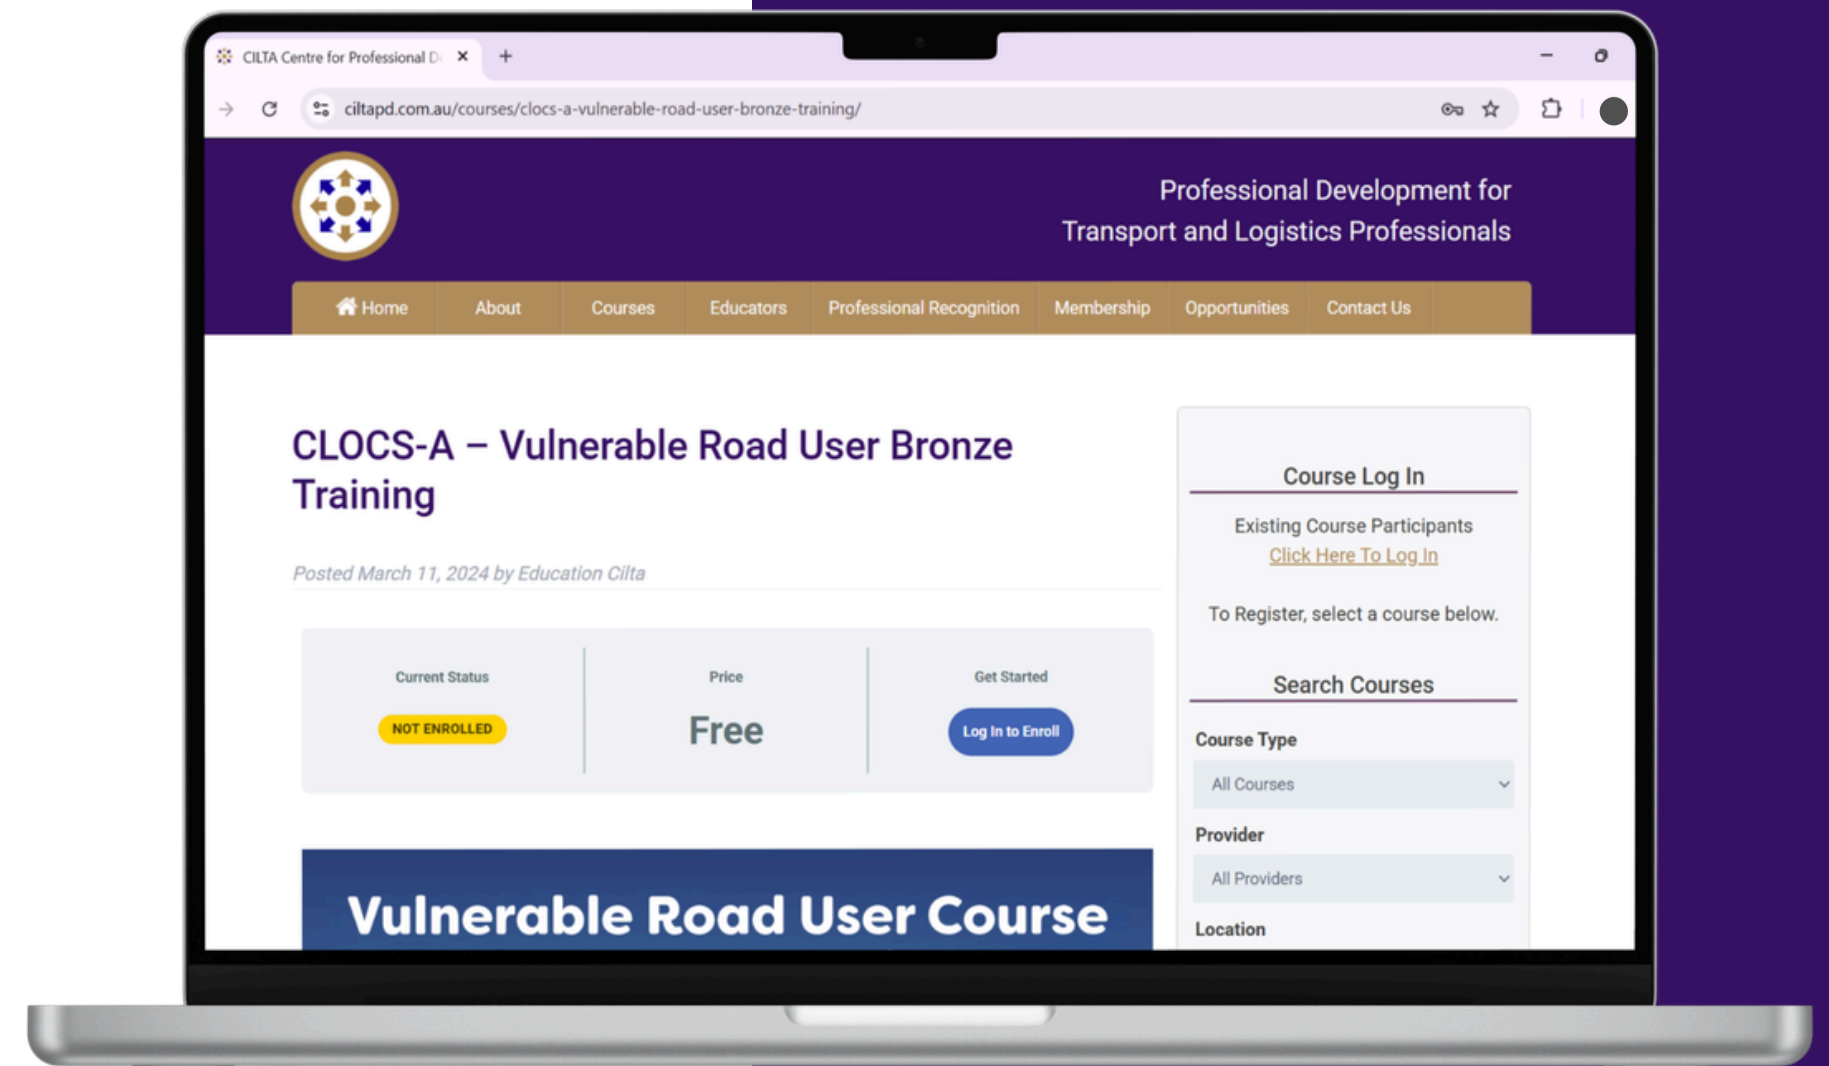 CILTA Centre for Professional D
ciltapd.com.au/courses/clocs-a-vulnerable-road-user-bronze-training/
Professional Development for
Transport and Logistics Professionals
Home About Courses Educators Professional Recognition Membership Opportunities Contact Us
CLOCS-A – Vulnerable Road User Bronze
Training
Posted March 11, 2024 by Education Cilta
Current Status
NOT ENROLLED
Price
Free
Get Started
Log In to Enroll
Vulnerable Road User Course
Course Log In
Existing Course Participants
Click Here To Log In
To Register, select a course below.
Search Courses
Course Type
All Courses
Provider
All Providers
Location